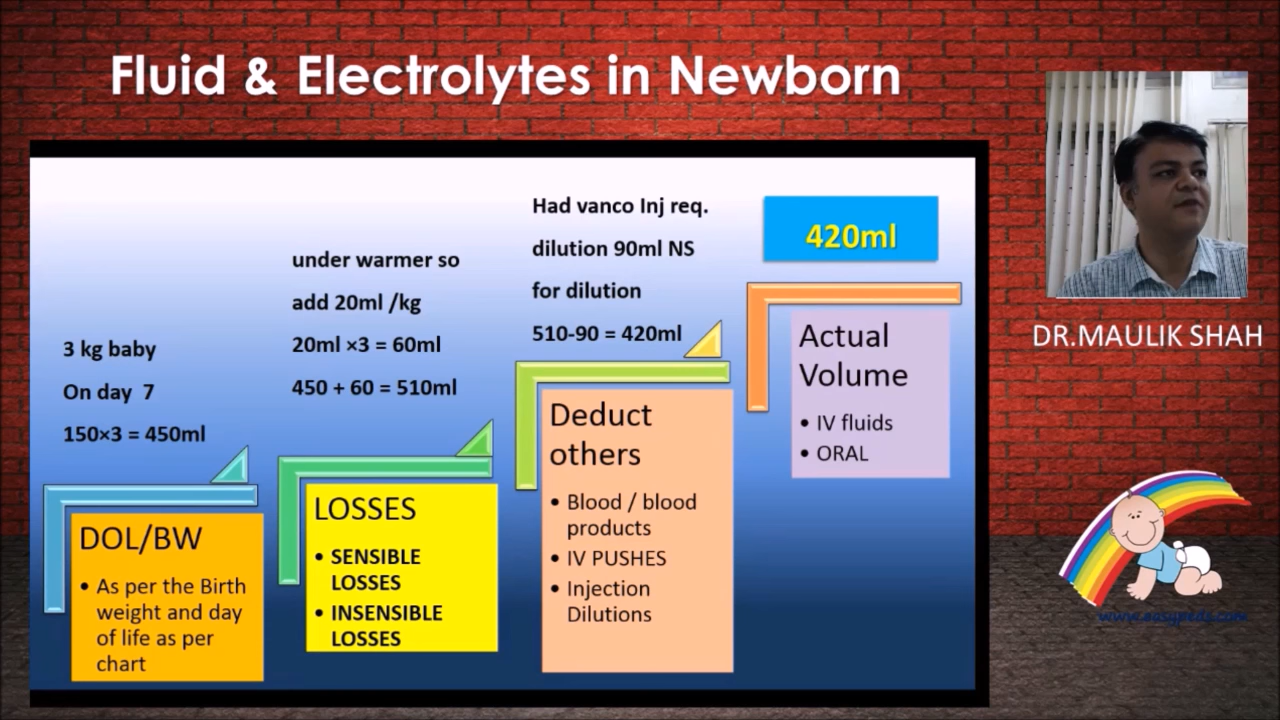 Fluid & Electrolytes in Newborn
3 kg baby
On day 7
150×3 = 450ml
DOL/BW
• As per the Birth
weight and day
of life as per
chart
under warmer so
add 20ml /kg
20ml ×3 = 60ml
450 + 60 = 510ml
LOSSES
• SENSIBLE
LOSSES
• INSENSIBLE
LOSSES
Had vanco Inj req.
dilution 90ml NS
for dilution
510-90 = 420ml
Deduct
others
• Blood / blood
products
• IV PUSHES
• Injection
Dilutions
420ml
Actual
Volume
• IV fluids
• ORAL
DR.MAULIK SHAH
www.easypeds.com